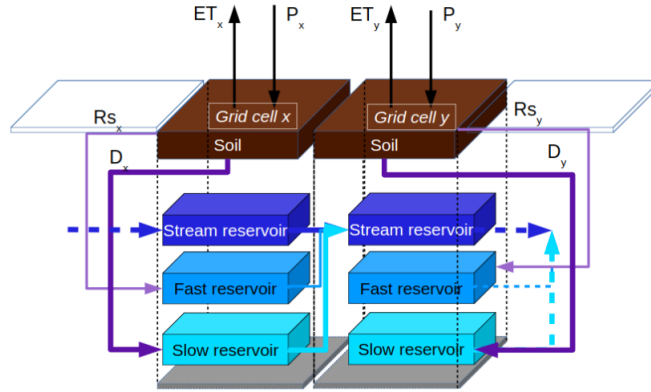 ETx Px ETy Py
Rsx Grid cell x Grid cell y Rsy
Soil Soil
Dx Dy
Stream reservoir Stream reservoir
Fast reservoir Fast reservoir
Slow reservoir Slow reservoir